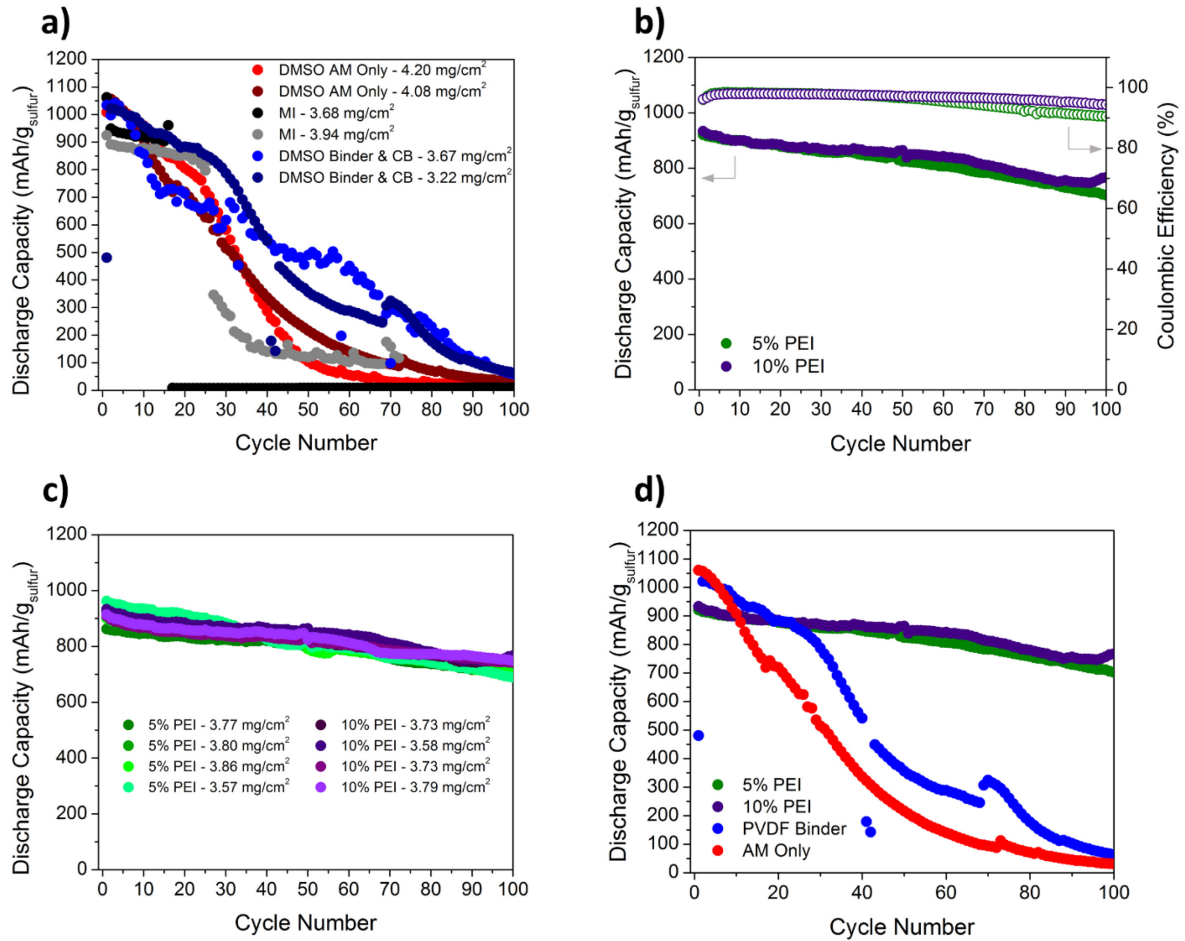 a)
1200
1100
1000
900
800
700
600
500
400
300
200
100
0
Discharge Capacity (mAh/g_sulfur)
DMSO AM Only - 4.20 mg/cm²
DMSO AM Only - 4.08 mg/cm²
MI - 3.68 mg/cm²
MI - 3.94 mg/cm²
DMSO Binder & CB - 3.67 mg/cm²
DMSO Binder & CB - 3.22 mg/cm²
0 10 20 30 40 50 60 70 80 90 100
Cycle Number
b)
1200
1000
800
600
400
200
0
Discharge Capacity (mAh/g_sulfur)
100
80
60
40
20
0
Coulombic Efficiency (%)
5% PEI
10% PEI
0 10 20 30 40 50 60 70 80 90 100
Cycle Number
c)
1200
1000
800
600
400
200
0
Discharge Capacity (mAh/g_sulfur)
5% PEI - 3.77 mg/cm²
5% PEI - 3.80 mg/cm²
5% PEI - 3.86 mg/cm²
5% PEI - 3.57 mg/cm²
10% PEI - 3.73 mg/cm²
10% PEI - 3.58 mg/cm²
10% PEI - 3.73 mg/cm²
10% PEI - 3.79 mg/cm²
0 10 20 30 40 50 60 70 80 90 100
Cycle Number
d)
1200
1100
1000
900
800
700
600
500
400
300
200
100
0
Discharge Capacity (mAh/g_sulfur)
5% PEI
10% PEI
PVDF Binder
AM Only
0 20 40 60 80 100
Cycle Number